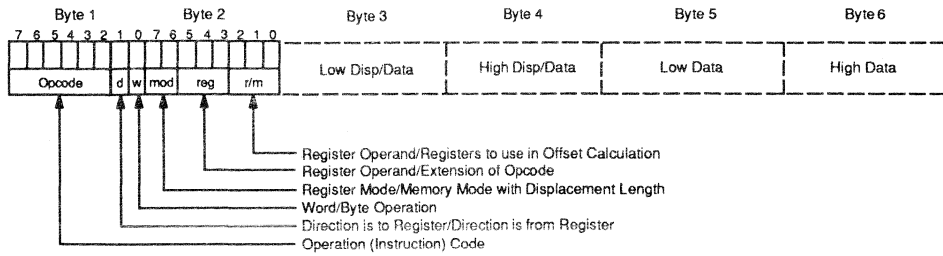 Byte 1 Byte 2 Byte 3 Byte 4 Byte 5 Byte 6
7 6 5 4 3 2 1 0 7 6 5 4 3 2 1 0
Low Disp/Data High Disp/Data Low Data High Data
Opcode d w mod reg r/m
Register Operand/Registers to use in Offset Calculation
Register Operand/Extension of Opcode
Register Mode/Memory Mode with Displacement Length
Word/Byte Operation
Direction is to Register/Direction is from Register
Operation (Instruction) Code